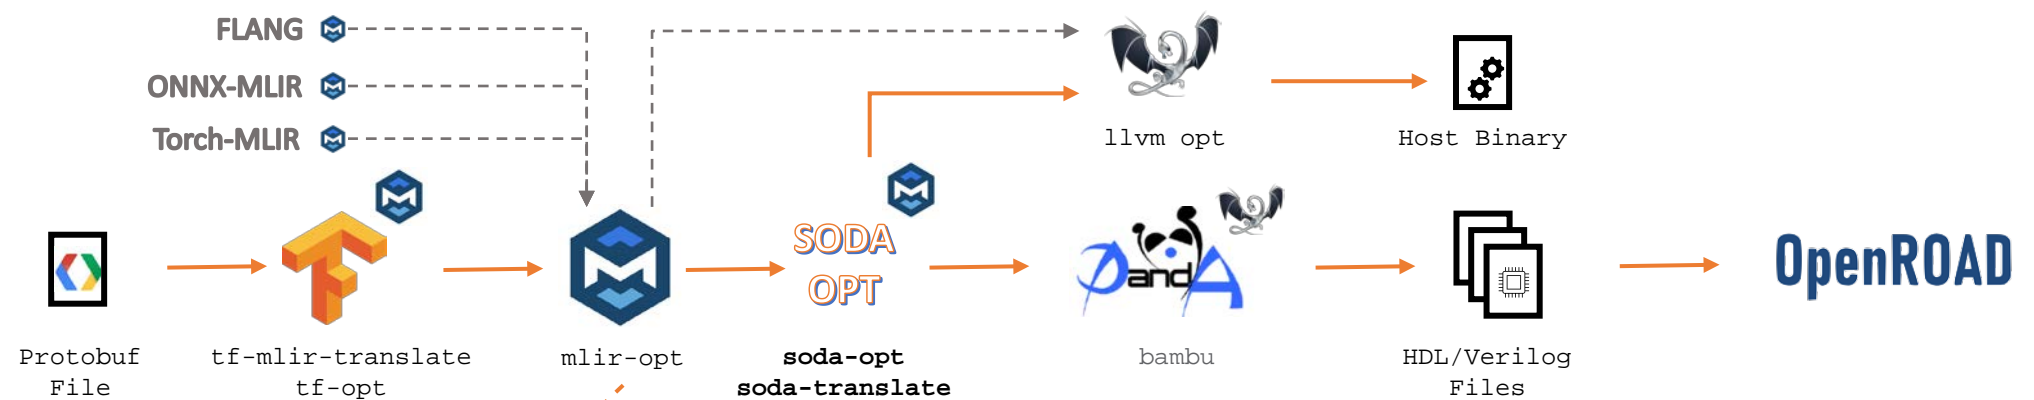 FLANG
ONNX-MLIR
Torch-MLIR
llvm opt
Host Binary
SODA
OPT
PandA
OpenROAD
Protobuf
File
tf-mlir-translate
tf-opt
mlir-opt
soda-opt
soda-translate
bambu
HDL/Verilog
Files